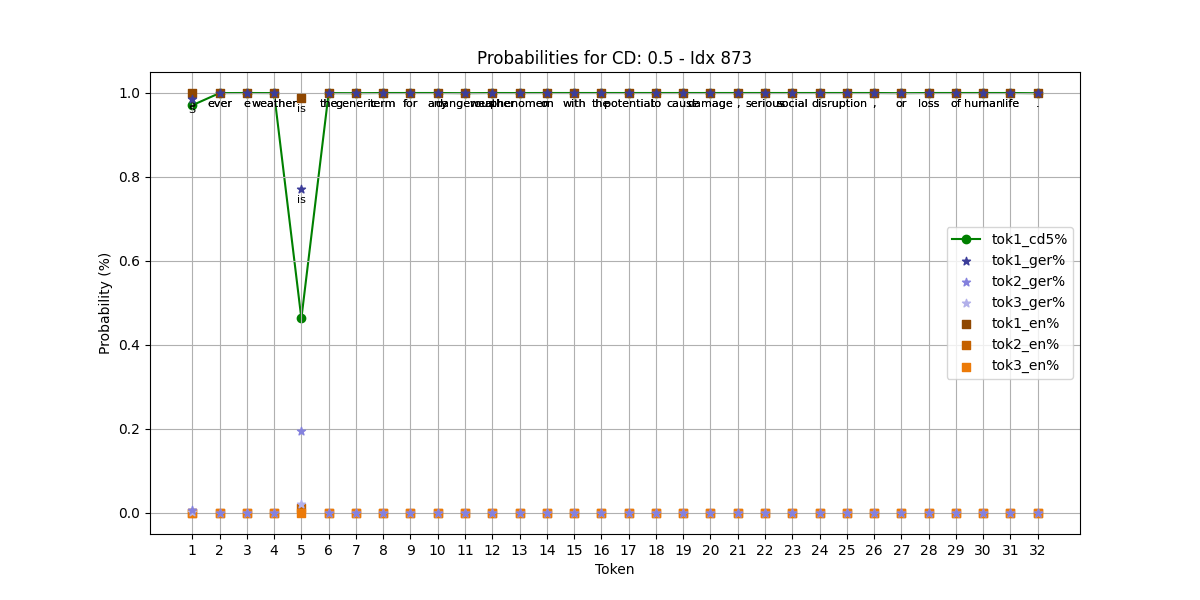 Probabilities for CD: 0.5 - Idx 873
Probability (%)
1.0
0.8
0.6
0.4
0.2
0.0
S ever e weather is the generic term for any dangerous weather phenomenon with the potential to cause damage , serious social disruption , or loss of human life .
is
tok1_cd5%
tok1_ger%
tok2_ger%
tok3_ger%
tok1_en%
tok2_en%
tok3_en%
1 2 3 4 5 6 7 8 9 10 11 12 13 14 15 16 17 18 19 20 21 22 23 24 25 26 27 28 29 30 31 32
Token